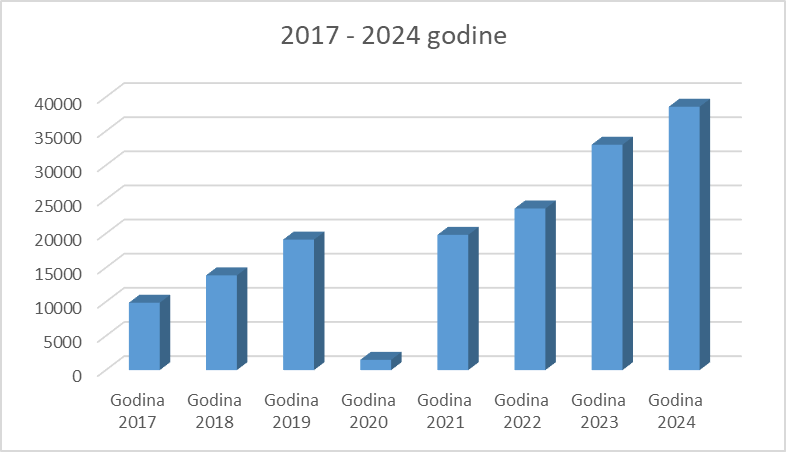 2017 - 2024 godine
40000
35000
30000
25000
20000
15000
10000
5000
0
Godina 2017
Godina 2018
Godina 2019
Godina 2020
Godina 2021
Godina 2022
Godina 2023
Godina 2024